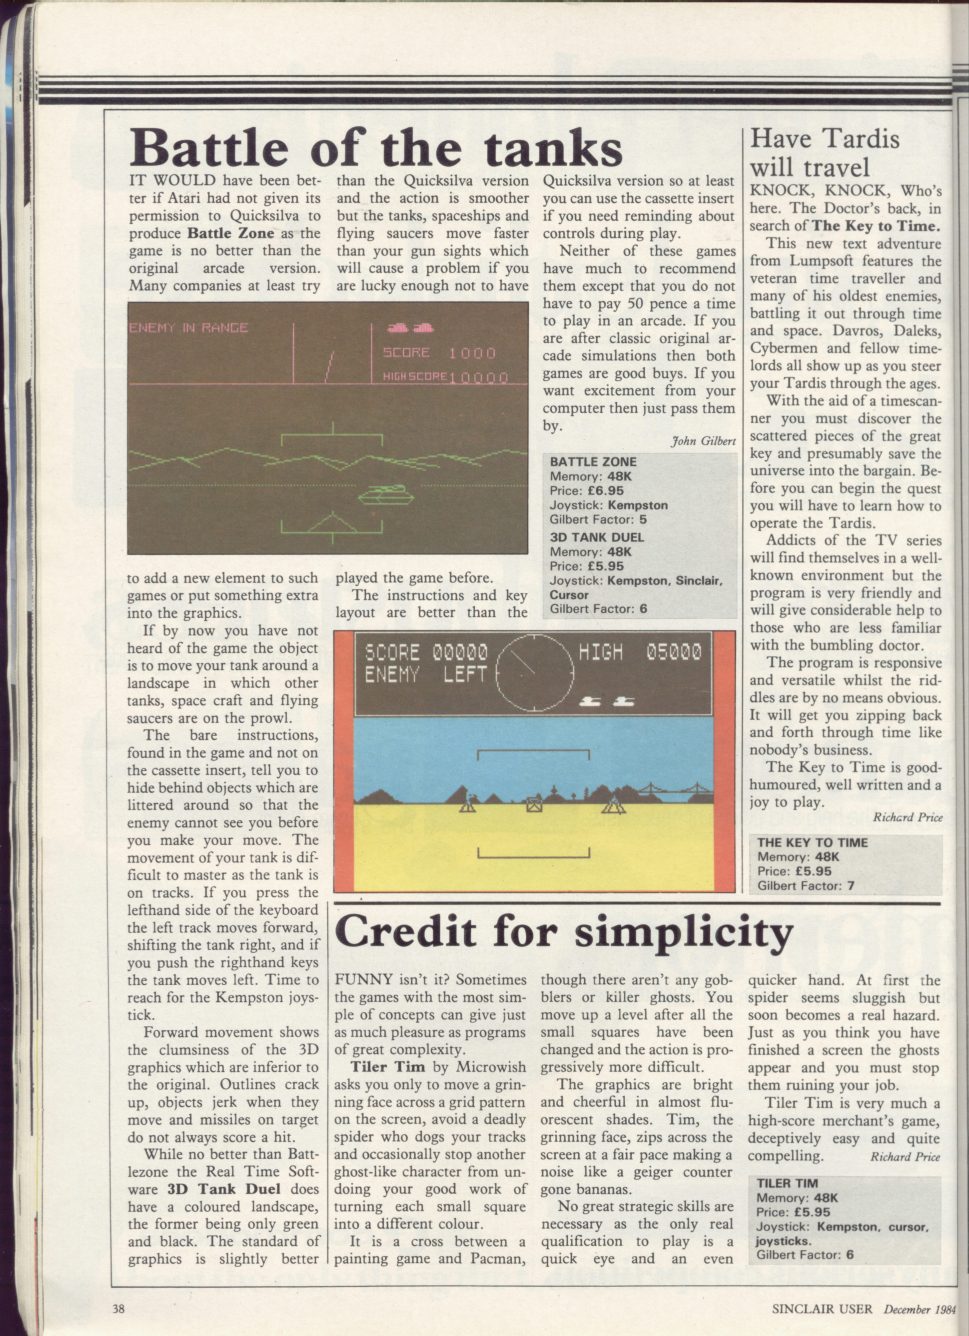 Battle of the tanks
IT WOULD have been bet-
ter if Atari had not given its
permission to Quicksilva to
produce Battle Zone as the
game is no better than the
original arcade version.
Many companies at least try
ENEMY IN RANGE
SCORE 1000
HIGHSCORE10000
to add a new element to such
games or put something extra
into the graphics.
If by now you have not
heard of the game the object
is to move your tank around a
landscape in which other
tanks, space craft and flying
saucers are on the prowl.
The bare instructions,
found in the game and not on
the cassette insert, tell you to
hide behind objects which are
littered around so that the
enemy cannot see you before
you make your move. The
movement of your tank is dif-
ficult to master as the tank is
on tracks. If you press the
lefthand side of the keyboard
the left track moves forward,
shifting the tank right, and if
you push the righthand keys
the tank moves left. Time to
reach for the Kempston joys-
tick.
Forward movement shows
the clumsiness of the 3D
graphics which are inferior to
the original. Outlines crack
up, objects jerk when they
move and missiles on target
do not always score a hit.
While no better than Batt-
lezone the Real Time Soft-
ware 3D Tank Duel does
have a coloured landscape,
the former being only green
and black. The standard of
graphics is slightly better
than the Quicksilva version
and the action is smoother
but the tanks, spaceships and
flying saucers move faster
than your gun sights which
will cause a problem if you
are lucky enough not to have
played the game before.
The instructions and key
layout are better than the
Quicksilva version so at least
you can use the cassette insert
if you need reminding about
controls during play.
Neither of these games
have much to recommend
them except that you do not
have to pay 50 pence a time
to play in an arcade. If you
are after classic original ar-
cade simulations then both
games are good buys. If you
want excitement from your
computer then just pass them
by.
John Gilbert
BATTLE ZONE
Memory: 48K
Price: £6.95
Joystick: Kempston
Gilbert Factor: 5
3D TANK DUEL
Memory: 48K
Price: £5.95
Joystick: Kempston, Sinclair,
Cursor
Gilbert Factor: 6
SCORE 00000
ENEMY LEFT
HIGH 05000
Have Tardis
will travel
KNOCK, KNOCK, Who's
here. The Doctor's back, in
search of The Key to Time.
This new text adventure
from Lumpsoft features the
veteran time traveller and
many of his oldest enemies,
battling it out through time
and space. Davros, Daleks,
Cybermen and fellow time-
lords all show up as you steer
your Tardis through the ages.
With the aid of a timescan-
ner you must discover the
scattered pieces of the great
key and presumably save the
universe into the bargain. Be-
fore you can begin the quest
you will have to learn how to
operate the Tardis.
Addicts of the TV series
will find themselves in a well-
known environment but the
program is very friendly and
will give considerable help to
those who are less familiar
with the bumbling doctor.
The program is responsive
and versatile whilst the rid-
dles are by no means obvious.
It will get you zipping back
and forth through time like
nobody's business.
The Key to Time is good-
humoured, well written and a
joy to play.
Richard Price
THE KEY TO TIME
Memory: 48K
Price: £5.95
Gilbert Factor: 7
Credit for simplicity
FUNNY isn't it? Sometimes
the games with the most sim-
ple of concepts can give just
as much pleasure as programs
of great complexity.
Tiler Tim by Microwish
asks you only to move a grin-
ning face across a grid pattern
on the screen, avoid a deadly
spider who dogs your tracks
and occasionally stop another
ghost-like character from un-
doing your good work of
turning each small square
into a different colour.
It is a cross between a
painting game and Pacman,
though there aren't any gob-
blers or killer ghosts. You
move up a level after all the
small squares have been
changed and the action is pro-
gressively more difficult.
The graphics are bright
and cheerful in almost flu-
orescent shades. Tim, the
grinning face, zips across the
screen at a fair pace making a
noise like a geiger counter
gone bananas.
No great strategic skills are
necessary as the only real
qualification to play is a
quick eye and an even
quicker hand. At first the
spider seems sluggish but
soon becomes a real hazard.
Just as you think you have
finished a screen the ghosts
appear and you must stop
them ruining your job.
Tiler Tim is very much a
high-score merchant's game,
deceptively easy and quite
compelling. Richard Price
TILER TIM
Memory: 48K
Price: £5.95
Joystick: Kempston, cursor,
joysticks.
Gilbert Factor: 6
38
SINCLAIR USER December 1984